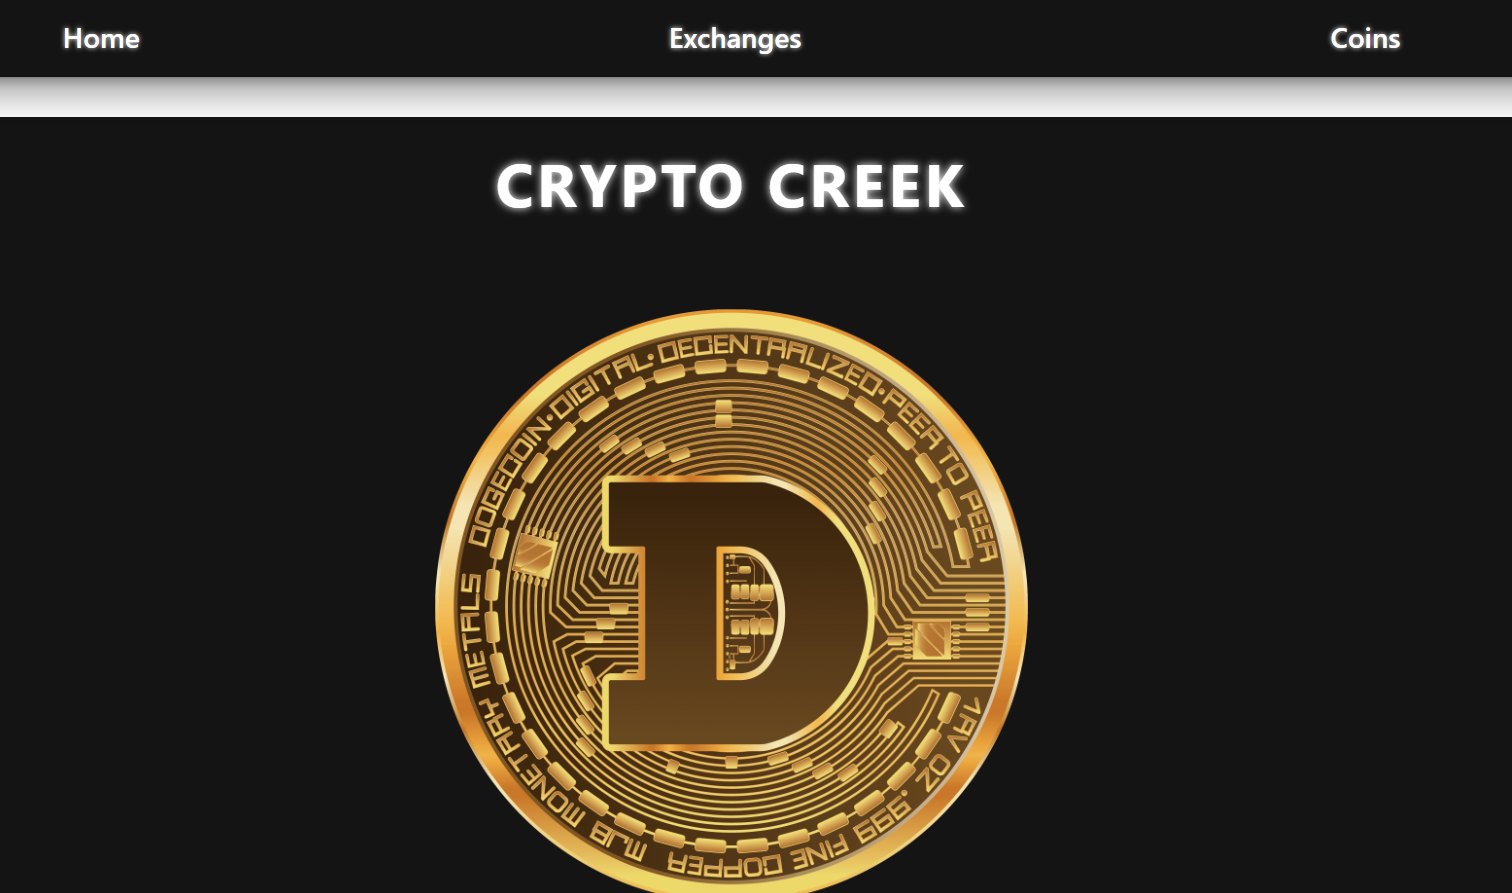 Home
Exchanges
Coins
CRYPTO CREEK
DOGECOIN·DIGITAL·DECENTRALIZED·PEER TO PEER
1 AV OZ .999 FINE COPPER MJB MONETARY METALS
D